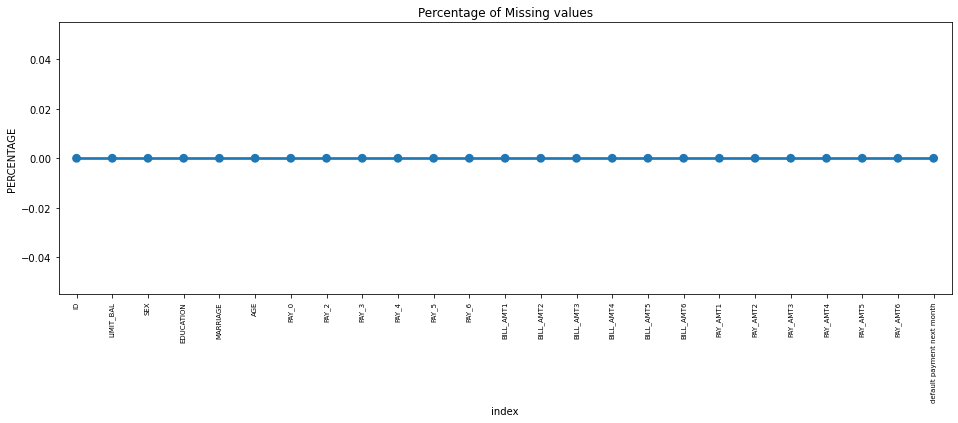 Percentage of Missing values
PERCENTAGE
0.04
0.02
0.00
−0.02
−0.04
ID
LIMIT_BAL
SEX
EDUCATION
MARRIAGE
AGE
PAY_0
PAY_2
PAY_3
PAY_4
PAY_5
PAY_6
BILL_AMT1
BILL_AMT2
BILL_AMT3
BILL_AMT4
BILL_AMT5
BILL_AMT6
PAY_AMT1
PAY_AMT2
PAY_AMT3
PAY_AMT4
PAY_AMT5
PAY_AMT6
default payment next month
index